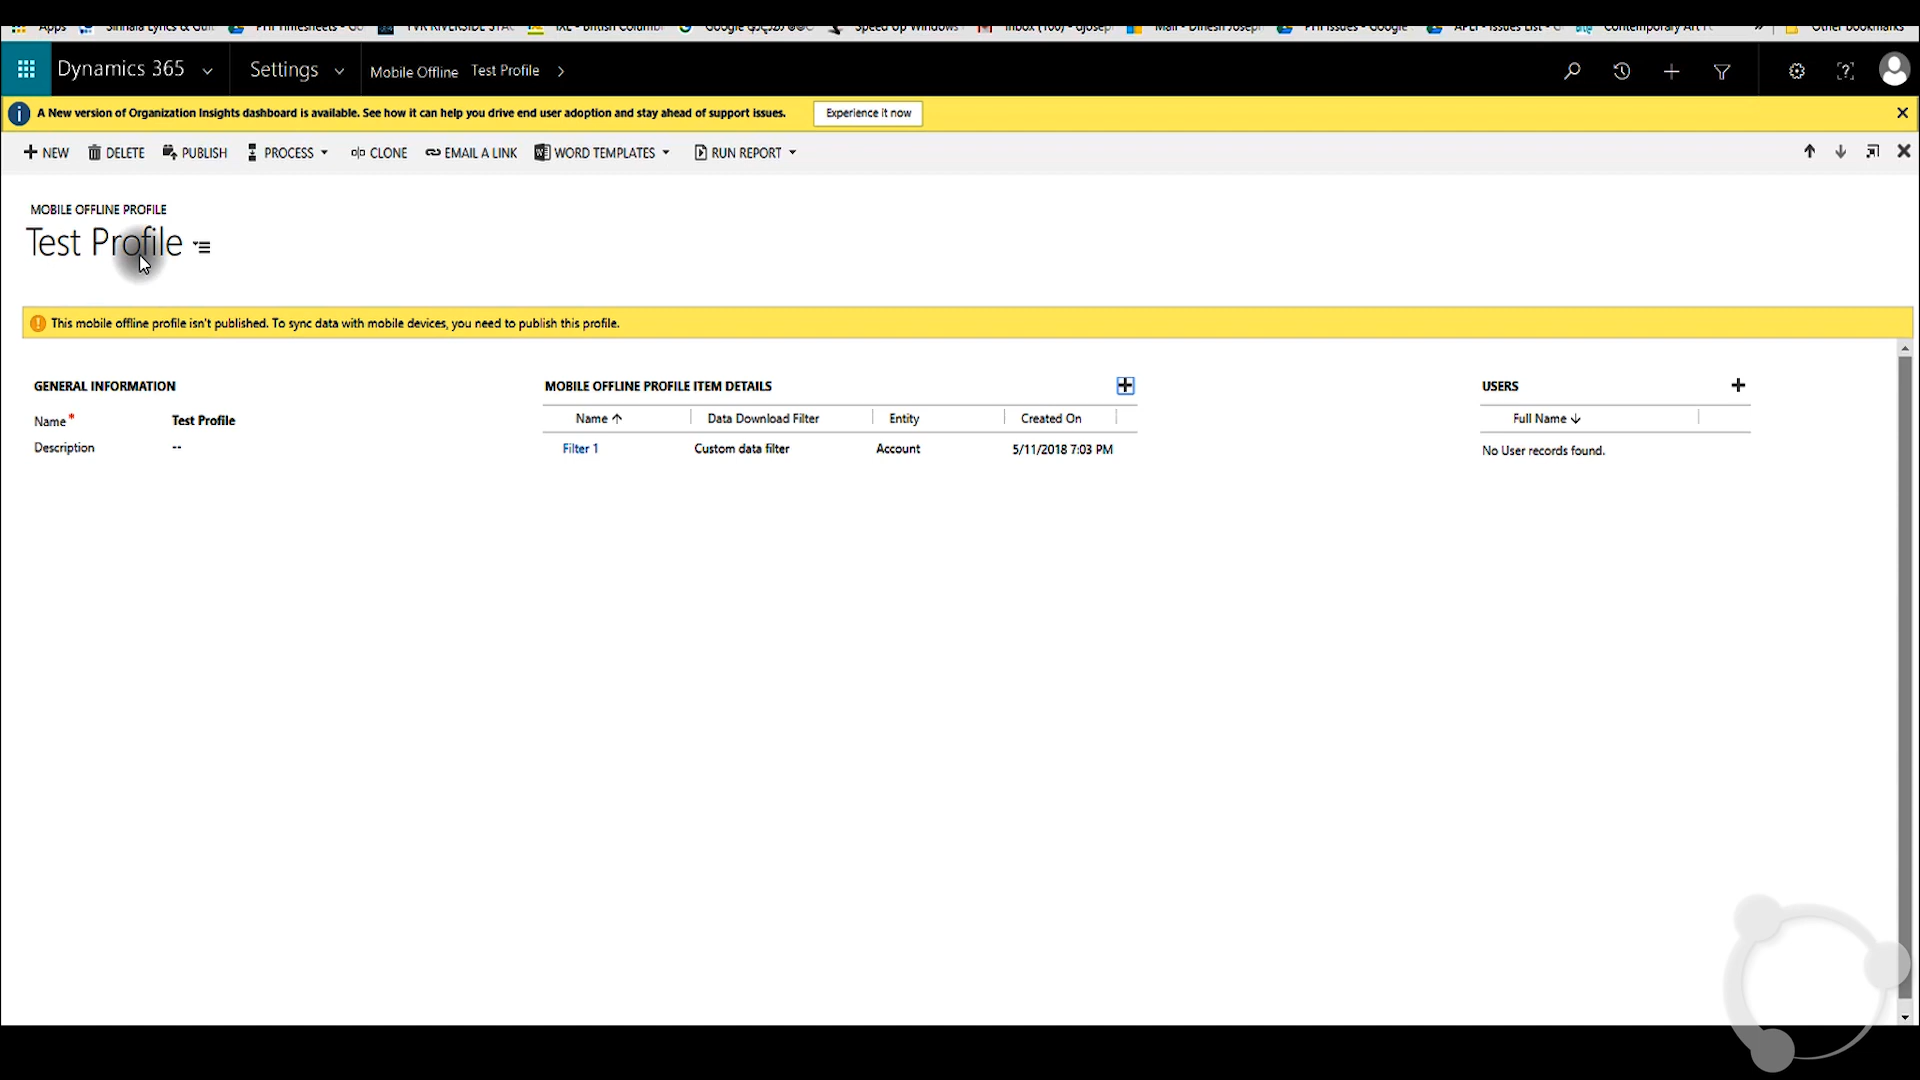 Apps
Dynamics 365 Settings Mobile Offline Test Profile
A New version of Organization Insights dashboard is available. See how it can help you drive end user adoption and stay ahead of support issues. Experience it now
NEW DELETE PUBLISH PROCESS CLONE EMAIL A LINK WORD TEMPLATES RUN REPORT
MOBILE OFFLINE PROFILE
Test Profile
This mobile offline profile isn't published. To sync data with mobile devices, you need to publish this profile.
GENERAL INFORMATION
Name*
Test Profile
Description
--
MOBILE OFFLINE PROFILE ITEM DETAILS
Name Data Download Filter Entity Created On
Filter 1 Custom data filter Account 5/11/2018 7:03 PM
USERS
Full Name
No User records found.